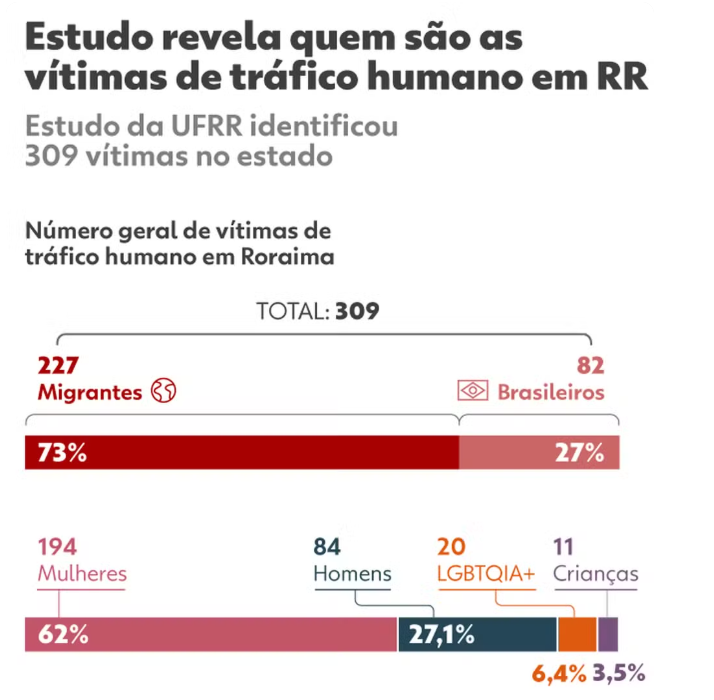 Estudo revela quem são as
vítimas de tráfico humano em RR
Estudo da UFRR identificou
309 vítimas no estado
Número geral de vítimas de
tráfico humano em Roraima
TOTAL: 309
227
Migrantes
82
Brasileiros
73%
27%
194
Mulheres
84
Homens
20
LGBTQIA+
11
Crianças
62%
27,1%
6,4%
3,5%